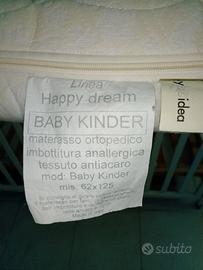 Linea
Happy dream
BABY KINDER
materasso ortopedico
imbottitura anallergica
tessuto antiacaro
mod: Baby Kinder
mis. 62x125
idea
subito